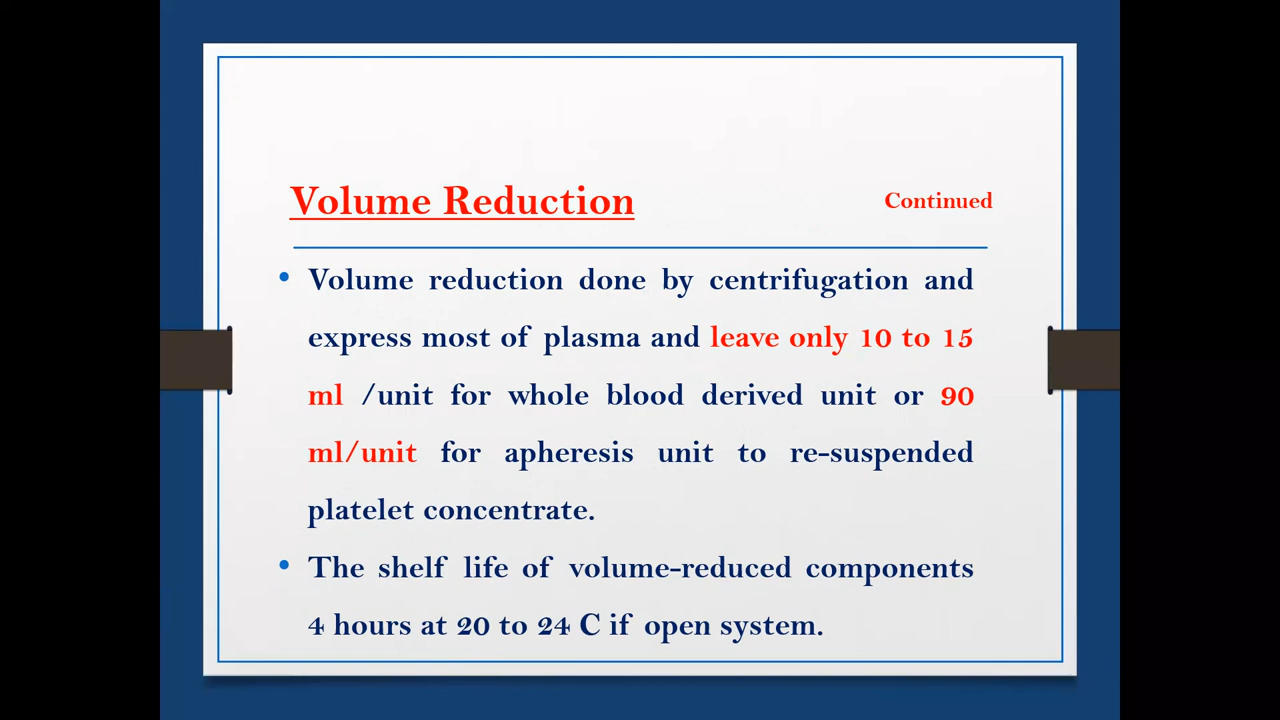 Volume Reduction Continued
• Volume reduction done by centrifugation and
express most of plasma and leave only 10 to 15
ml /unit for whole blood derived unit or 90
ml/unit for apheresis unit to re-suspended
platelet concentrate.
• The shelf life of volume-reduced components
4 hours at 20 to 24 C if open system.